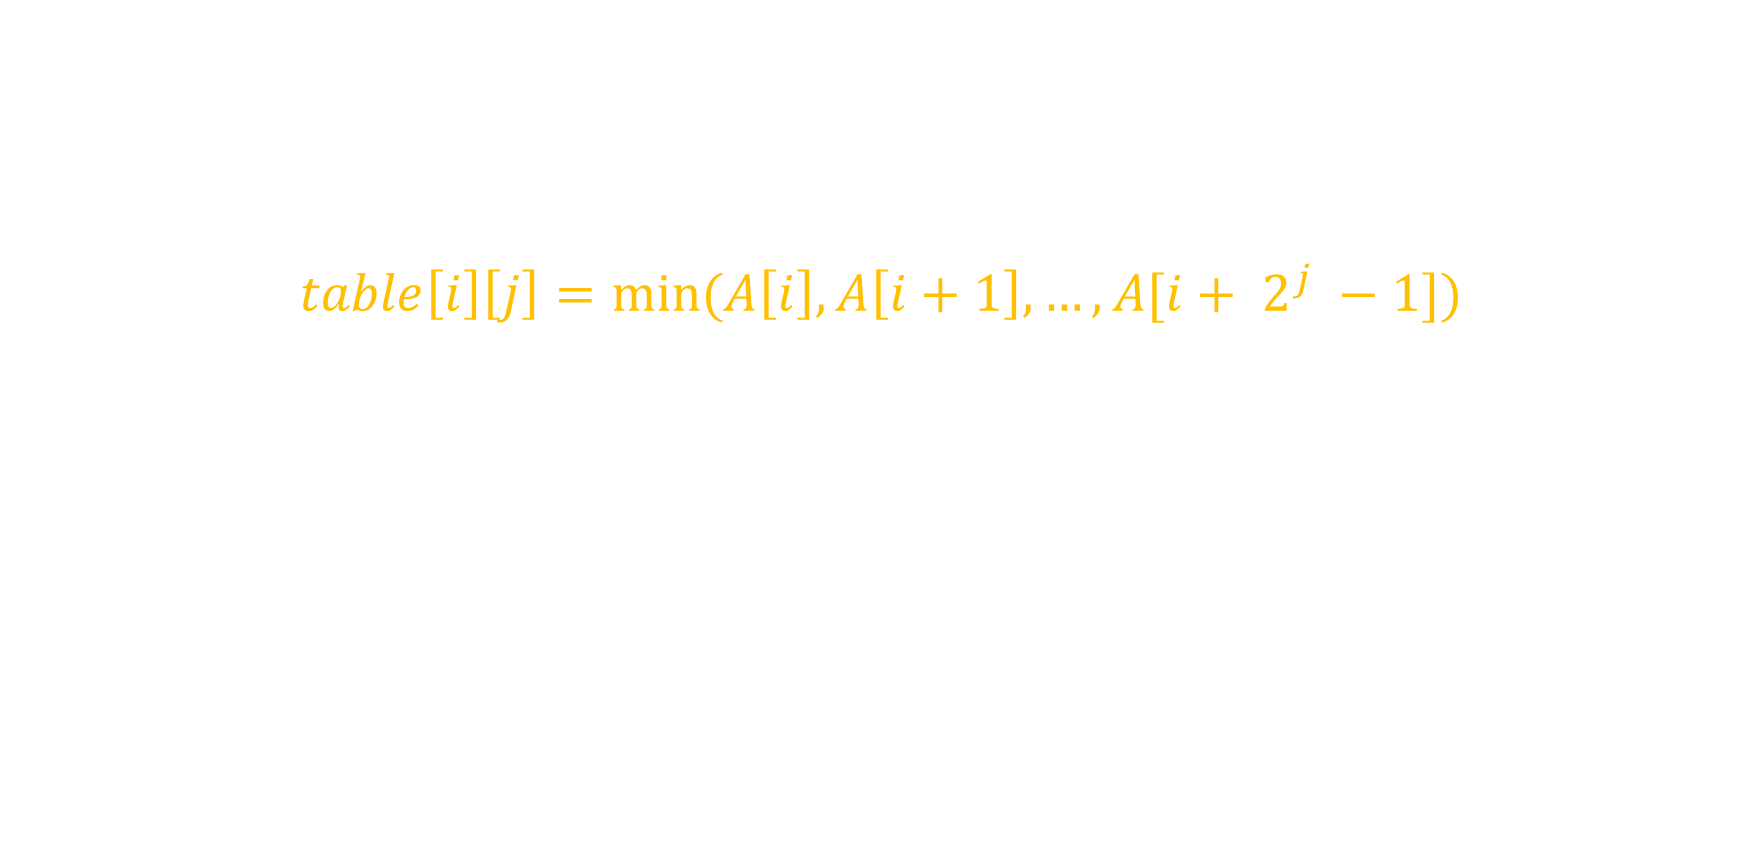 table[i][j] = min(A[i], A[i + 1], … , A[i + 2^j − 1])